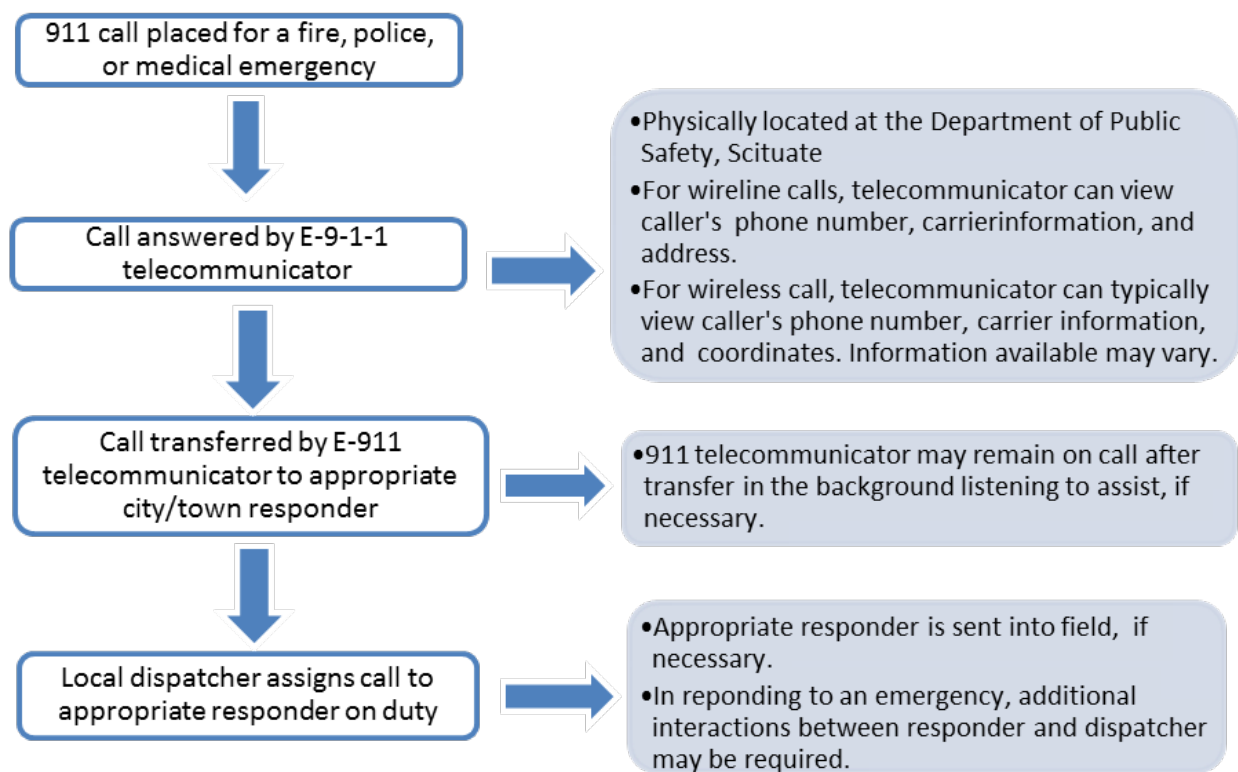 911 call placed for a fire, police,
or medical emergency
Call answered by E-9-1-1
telecommunicator
•Physically located at the Department of Public
Safety, Scituate
•For wireline calls, telecommunicator can view
caller's phone number, carrierinformation, and
address.
•For wireless call, telecommunicator can typically
view caller's phone number, carrier information,
and coordinates. Information available may vary.
Call transferred by E-911
telecommunicator to appropriate
city/town responder
•911 telecommunicator may remain on call after
transfer in the background listening to assist, if
necessary.
Local dispatcher assigns call to
appropriate responder on duty
•Appropriate responder is sent into field, if
necessary.
•In reponding to an emergency, additional
interactions between responder and dispatcher
may be required.